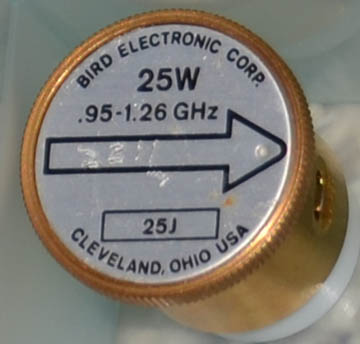 BIRD ELECTRONIC CORP.
25W
.95-1.26 GHz
25J
CLEVELAND, OHIO USA